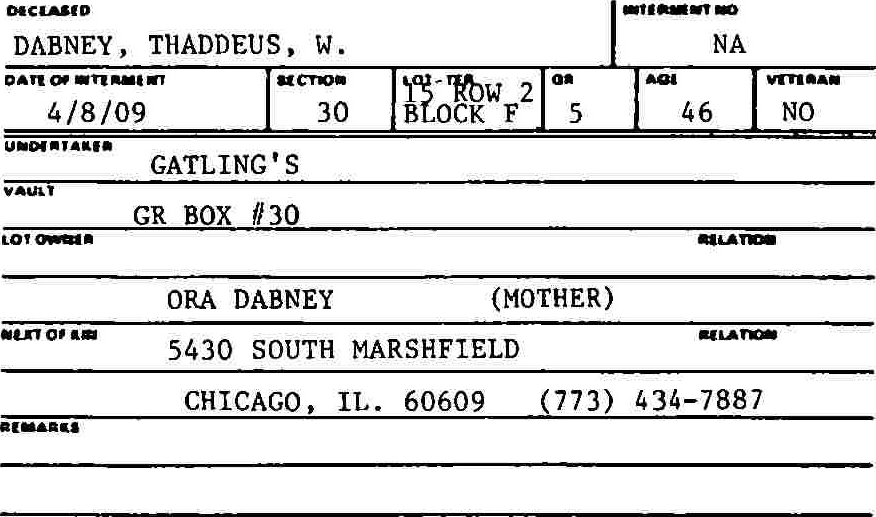 DECEASED INTERMENT NO
DABNEY, THADDEUS, W. NA
DATE OF INTERMENT SECTION LOT-TER GR AGE VETERAN
15 ROW 2
4/8/09 30 BLOCK F 5 46 NO
UNDERTAKER
GATLING'S
VAULT
GR BOX #30
LOT OWNER RELATION
ORA DABNEY (MOTHER)
NEXT OF KIN RELATION
5430 SOUTH MARSHFIELD
CHICAGO, IL. 60609 (773) 434-7887
REMARKS